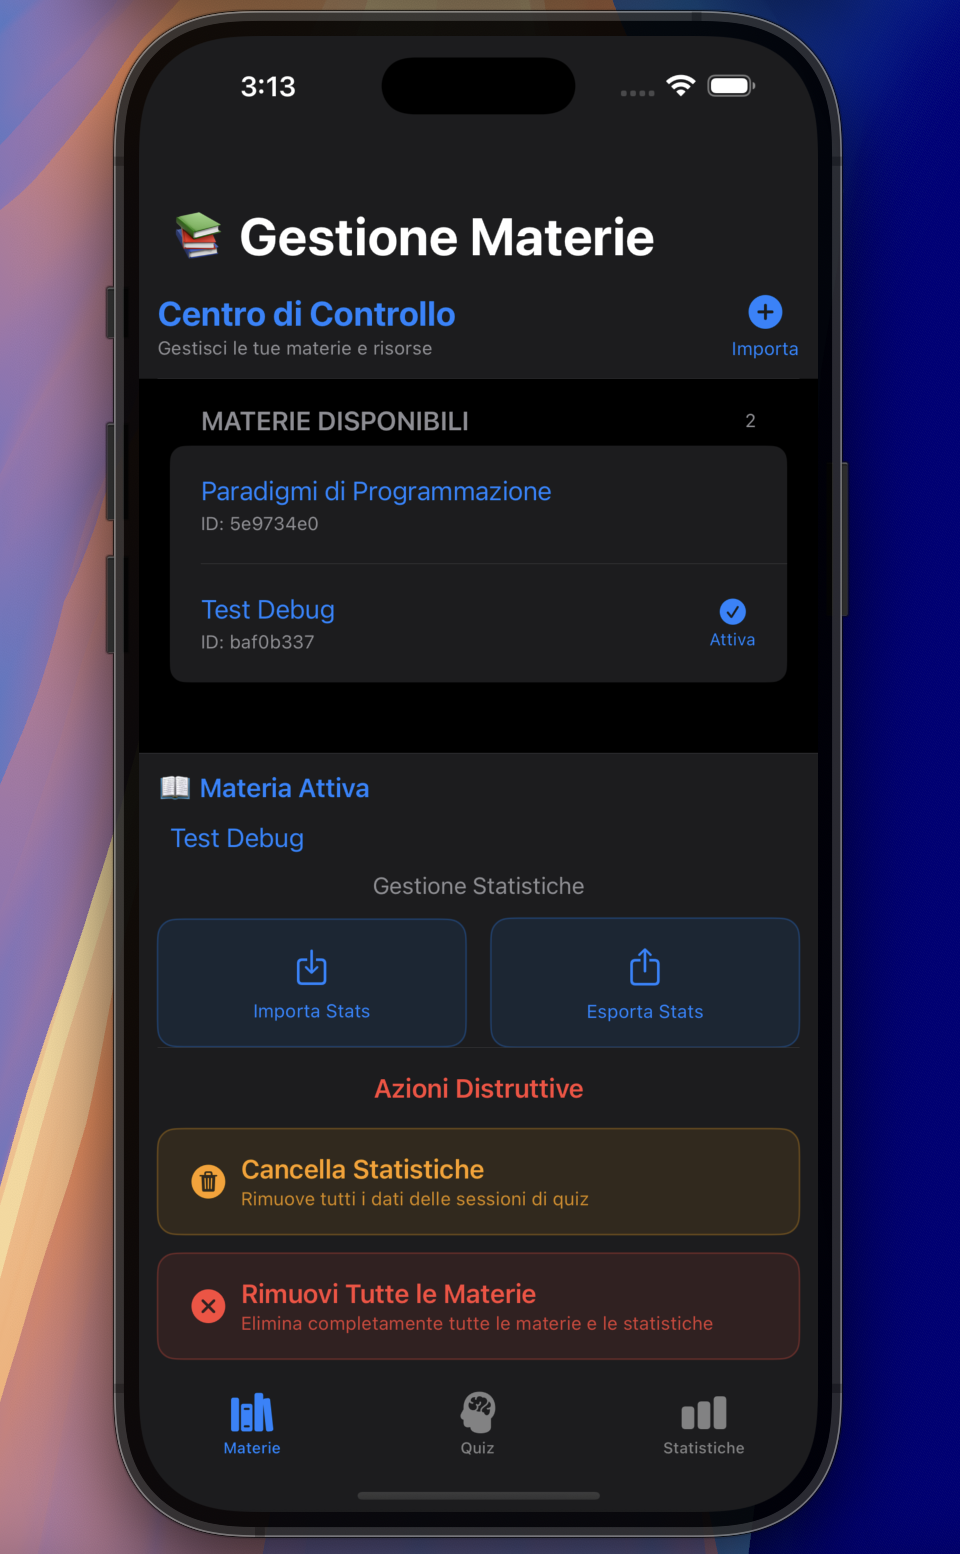 3:13
📚 Gestione Materie
Centro di Controllo
Gestisci le tue materie e risorse
Importa
MATERIE DISPONIBILI 2
Paradigmi di Programmazione
ID: 5e9734e0
Test Debug
ID: baf0b337
Attiva
📖 Materia Attiva
Test Debug
Gestione Statistiche
Importa Stats
Esporta Stats
Azioni Distruttive
Cancella Statistiche
Rimuove tutti i dati delle sessioni di quiz
Rimuovi Tutte le Materie
Elimina completamente tutte le materie e le statistiche
Materie
Quiz
Statistiche